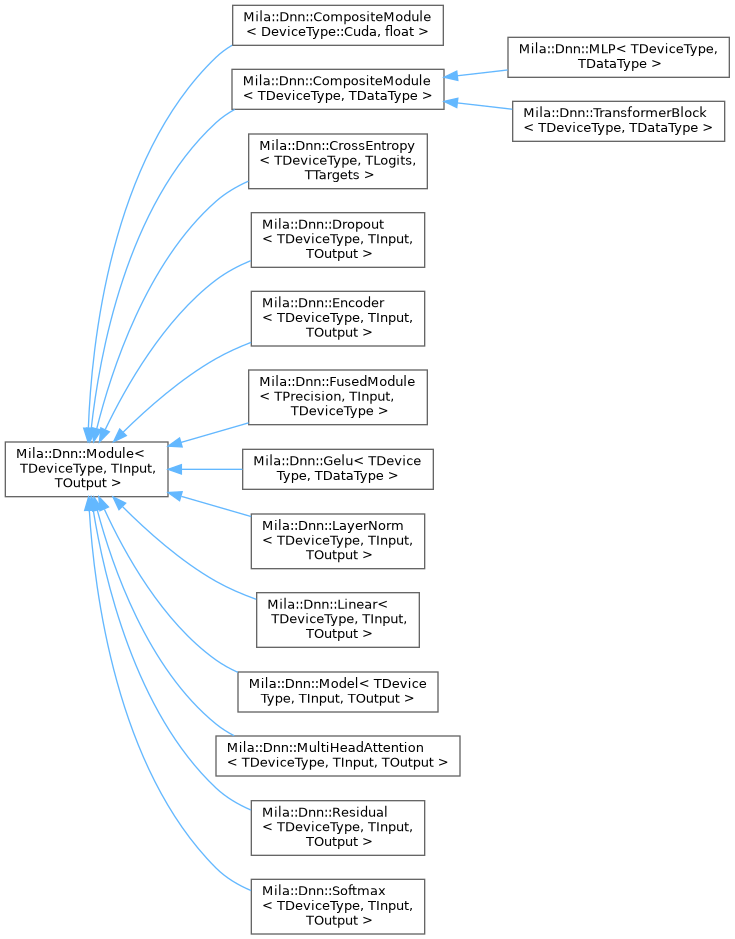 Mila::Dnn::CompositeModule
< DeviceType::Cuda, float >
Mila::Dnn::MLP< TDeviceType,
TDataType >
Mila::Dnn::CompositeModule
< TDeviceType, TDataType >
Mila::Dnn::TransformerBlock
< TDeviceType, TDataType >
Mila::Dnn::CrossEntropy
< TDeviceType, TLogits,
TTargets >
Mila::Dnn::Dropout
< TDeviceType, TInput,
TOutput >
Mila::Dnn::Encoder
< TDeviceType, TInput,
TOutput >
Mila::Dnn::FusedModule
< TPrecision, TInput,
TDeviceType >
Mila::Dnn::Module<
TDeviceType, TInput,
TOutput >
Mila::Dnn::Gelu< TDevice
Type, TDataType >
Mila::Dnn::LayerNorm
< TDeviceType, TInput,
TOutput >
Mila::Dnn::Linear<
TDeviceType, TInput,
TOutput >
Mila::Dnn::Model< TDevice
Type, TInput, TOutput >
Mila::Dnn::MultiHeadAttention
< TDeviceType, TInput, TOutput >
Mila::Dnn::Residual
< TDeviceType, TInput,
TOutput >
Mila::Dnn::Softmax
< TDeviceType, TInput,
TOutput >